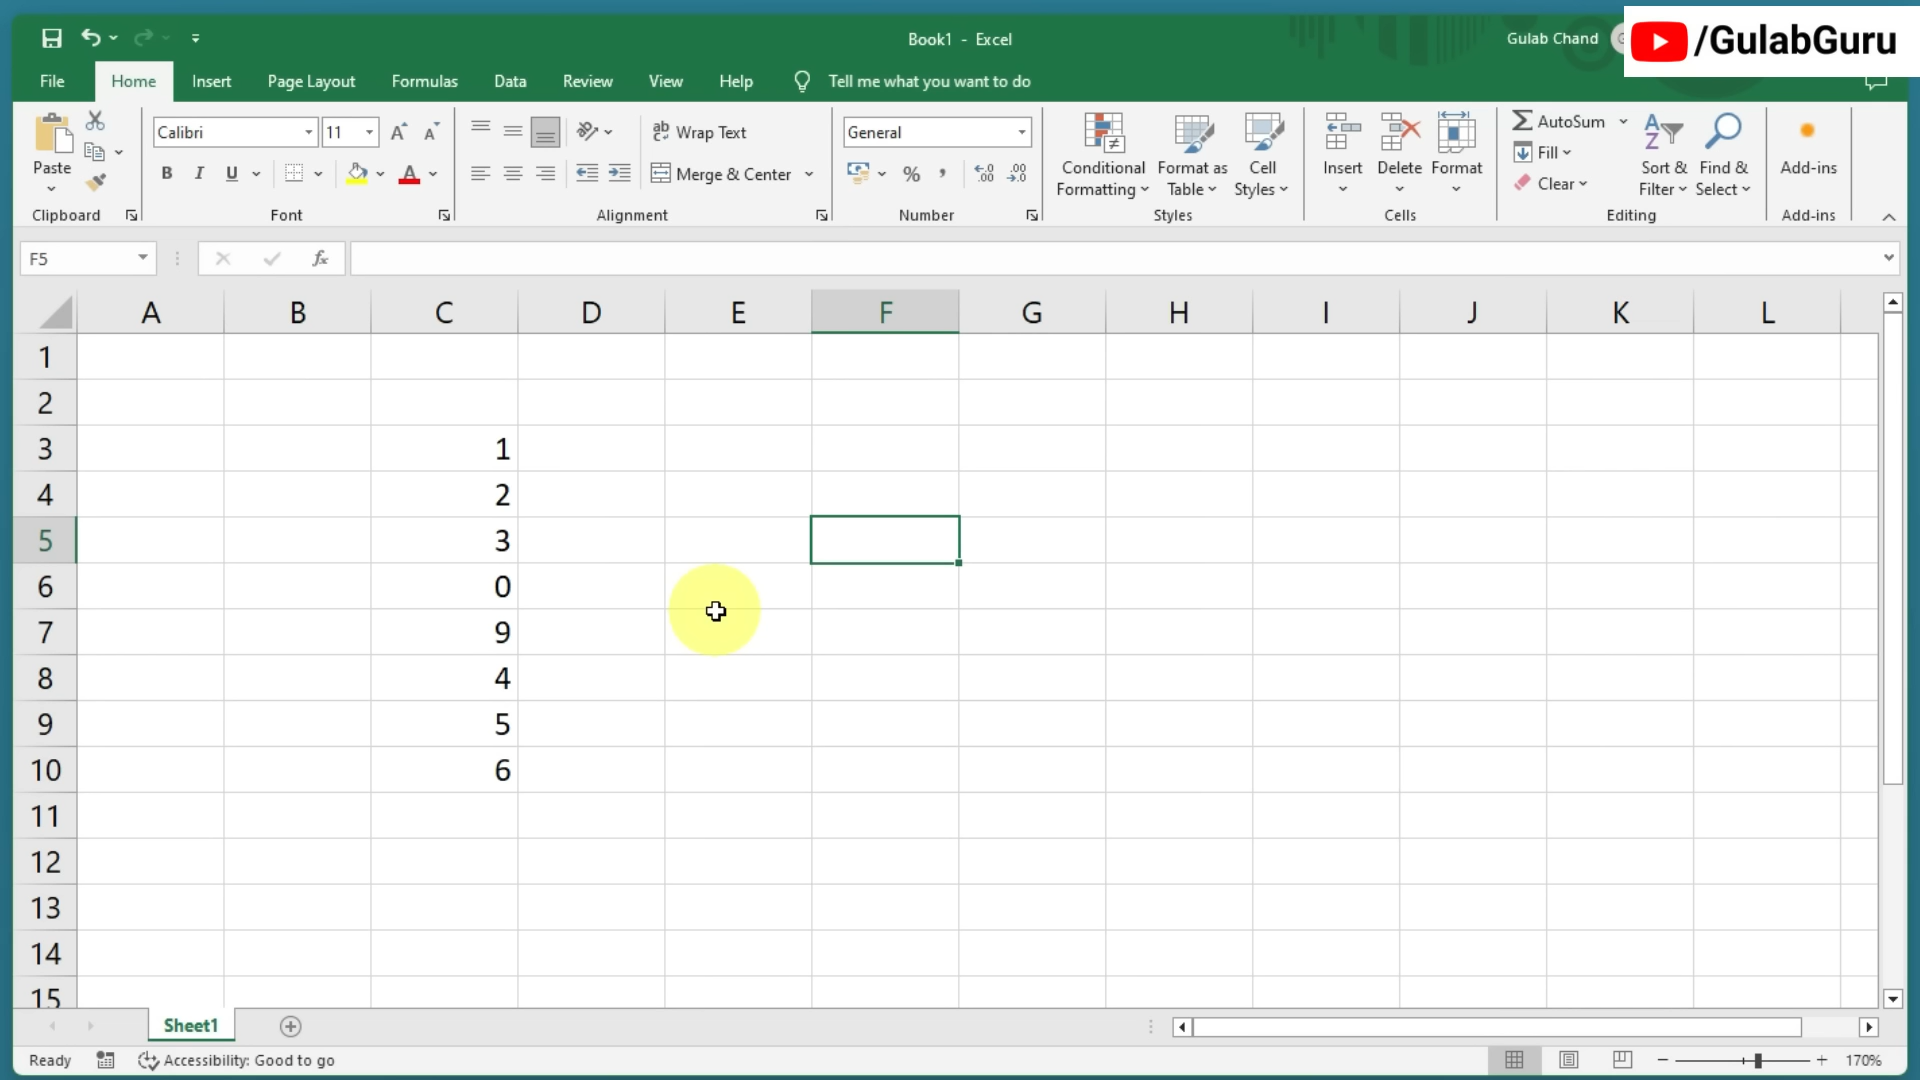 Book1 - Excel
Gulab Chand
/GulabGuru
File Home Insert Page Layout Formulas Data Review View Help Tell me what you want to do
Paste
Clipboard
Calibri 11
B I U
Font
Wrap Text
Merge & Center
Alignment
General
%
Number
Conditional Formatting
Format as Table
Cell Styles
Styles
Insert
Delete
Format
Cells
AutoSum
Fill
Clear
Sort & Filter
Find & Select
Editing
Add-ins
Add-ins
F5 fx
A B C D E F G H I J K L
1
2
3 1
4 2
5 3
6 0
7 9
8 4
9 5
10 6
11
12
13
14
15
Sheet1
Ready Accessibility: Good to go 170%